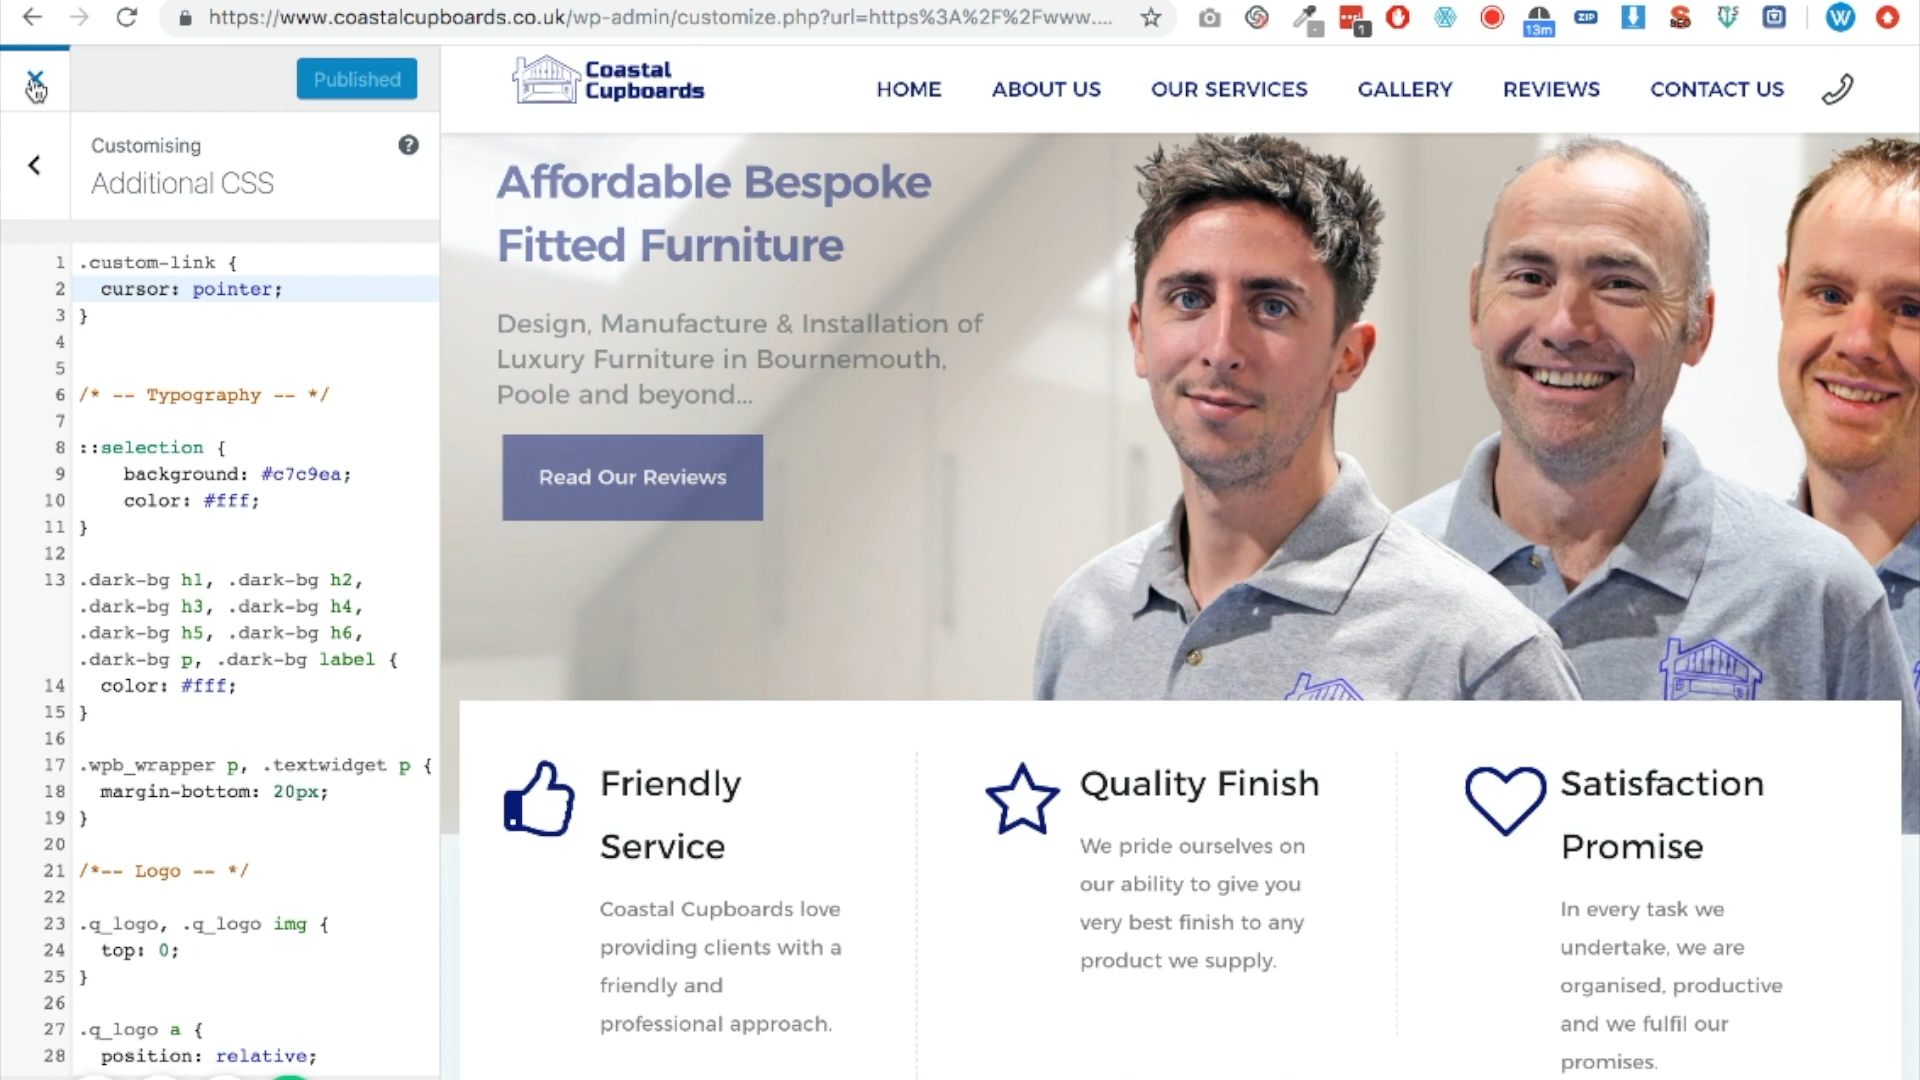 https://www.coastalcupboards.co.uk/wp-admin/customize.php?url=https%3A%2F%2Fwww....
1
13m
ZIP
SEO
W
Published
Customising
Additional CSS
1 .custom-link {
2 cursor: pointer;
3 }
4
5
6 /* -- Typography -- */
7
8 ::selection {
9 background: #c7c9ea;
10 color: #fff;
11 }
12
13 .dark-bg h1, .dark-bg h2,
.dark-bg h3, .dark-bg h4,
.dark-bg h5, .dark-bg h6,
.dark-bg p, .dark-bg label {
14 color: #fff;
15 }
16
17 .wpb_wrapper p, .textwidget p {
18 margin-bottom: 20px;
19 }
20
21 /*-- Logo -- */
22
23 .q_logo, .q_logo img {
24 top: 0;
25 }
26
27 .q_logo a {
28 position: relative;
Coastal
Cupboards
HOME ABOUT US OUR SERVICES GALLERY REVIEWS CONTACT US
Affordable Bespoke
Fitted Furniture
Design, Manufacture & Installation of
Luxury Furniture in Bournemouth,
Poole and beyond...
Read Our Reviews
Friendly
Service
Coastal Cupboards love
providing clients with a
friendly and
professional approach.
Quality Finish
We pride ourselves on
our ability to give you
very best finish to any
product we supply.
Satisfaction
Promise
In every task we
undertake, we are
organised, productive
and we fulfil our
promises.